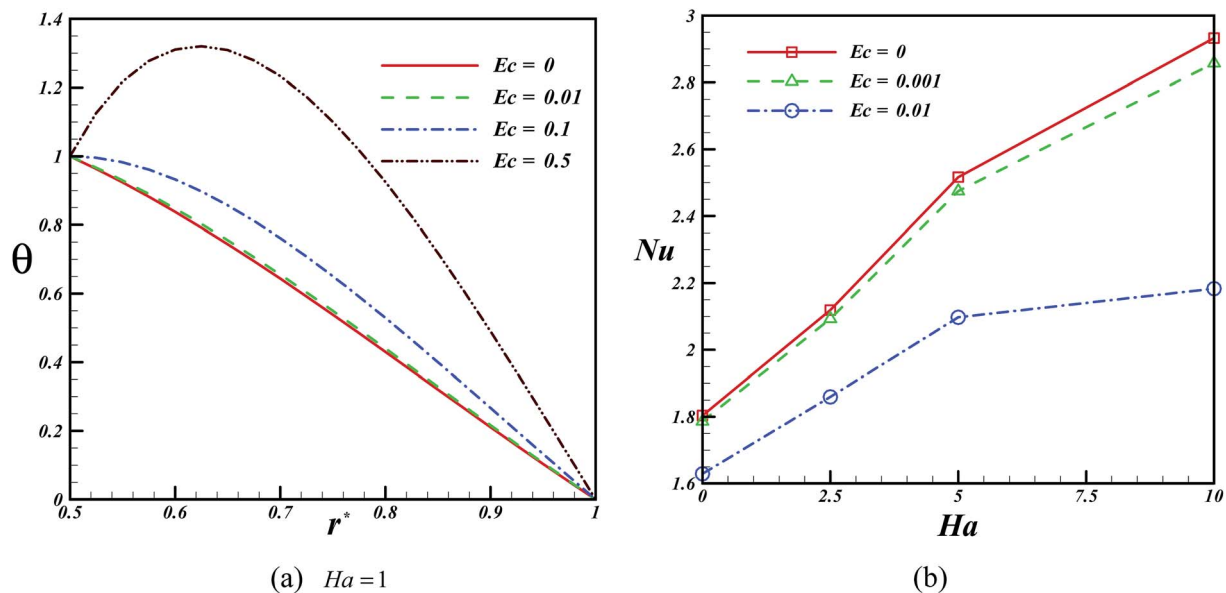 1.4
1.2
1
0.8
0.6
0.4
0.2
0
θ
0.5
0.6
0.7
0.8
0.9
1
r*
Ec = 0
Ec = 0.01
Ec = 0.1
Ec = 0.5
(a) Ha = 1
3
2.8
2.6
2.4
2.2
2
1.8
1.6
Nu
0
2.5
5
7.5
10
Ha
Ec = 0
Ec = 0.001
Ec = 0.01
(b)